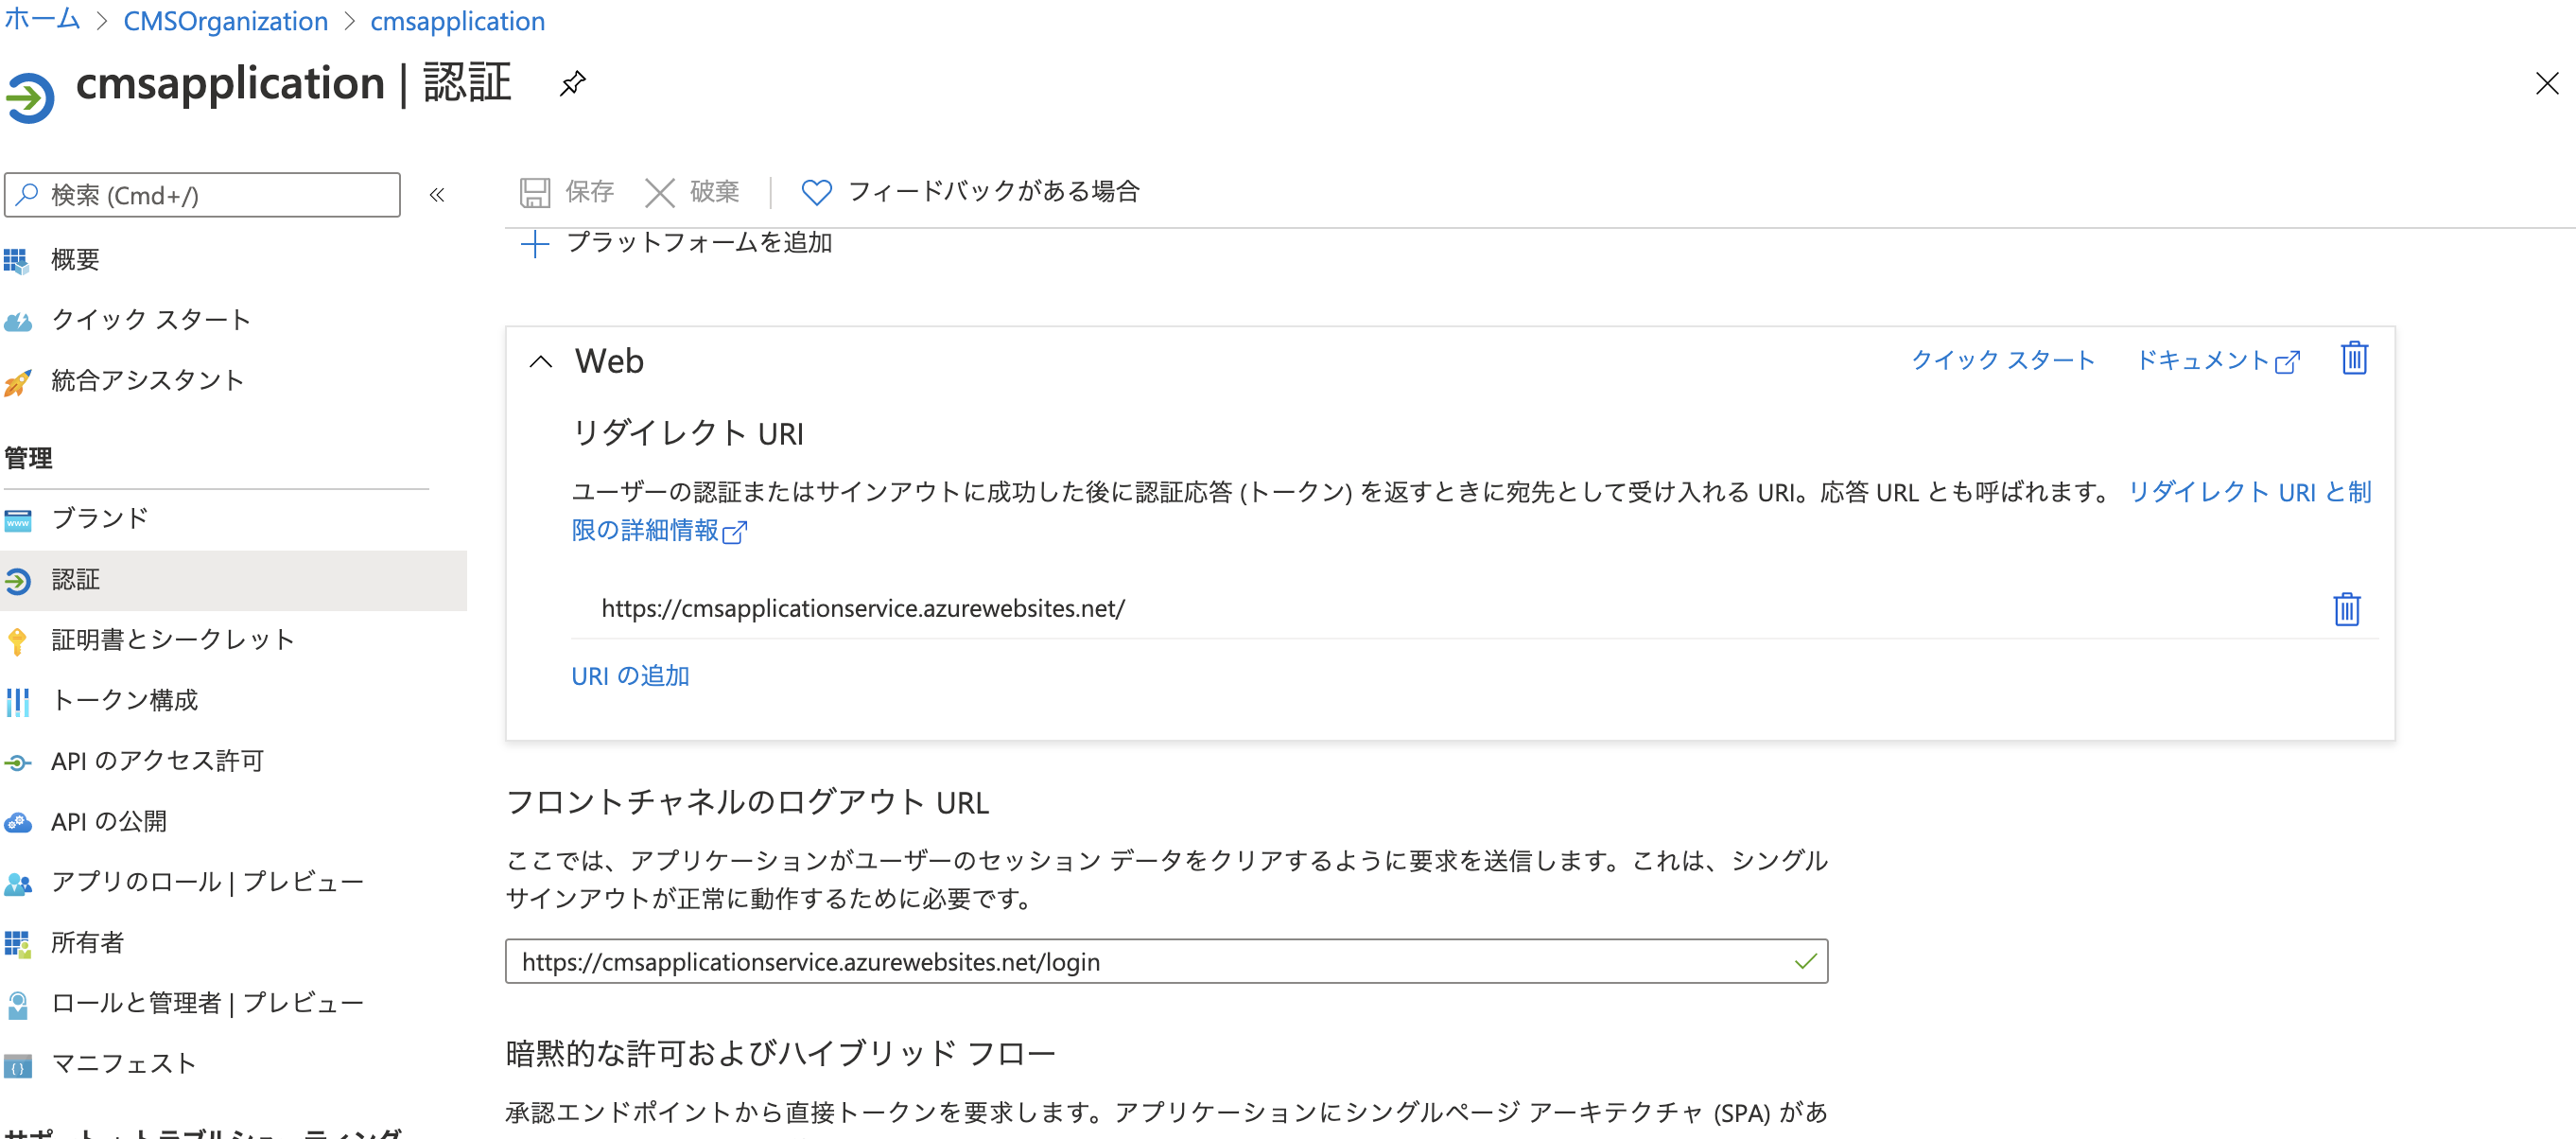 ホーム > CMSOrganization > cmsapplication
cmsapplication | 認証
検索 (Cmd+/)
概要
クイック スタート
統合アシスタント
管理
ブランド
認証
証明書とシークレット
トークン構成
API のアクセス許可
API の公開
アプリのロール | プレビュー
所有者
ロールと管理者 | プレビュー
マニフェスト
サポート + トラブルシューティング
保存 破棄 フィードバックがある場合
プラットフォームを追加
Web クイック スタート ドキュメント
リダイレクト URI
ユーザーの認証またはサインアウトに成功した後に認証応答 (トークン) を返すときに宛先として受け入れる URI。応答 URL とも呼ばれます。 リダイレクト URI と制
限の詳細情報
https://cmsapplicationservice.azurewebsites.net/
URI の追加
フロントチャネルのログアウト URL
ここでは、アプリケーションがユーザーのセッション データをクリアするように要求を送信します。これは、シングル
サインアウトが正常に動作するために必要です。
https://cmsapplicationservice.azurewebsites.net/login
暗黙的な許可およびハイブリッド フロー
承認エンドポイントから直接トークンを要求します。アプリケーションにシングルページ アーキテクチャ (SPA) があ